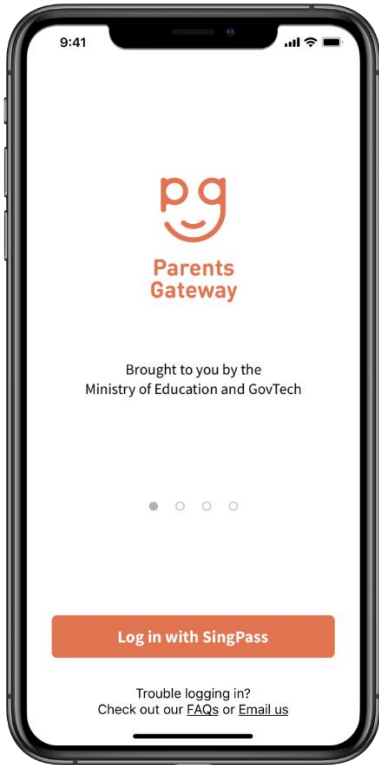 9:41
pg
Parents
Gateway
Brought to you by the
Ministry of Education and GovTech
Log in with SingPass
Trouble logging in?
Check out our FAQs or Email us